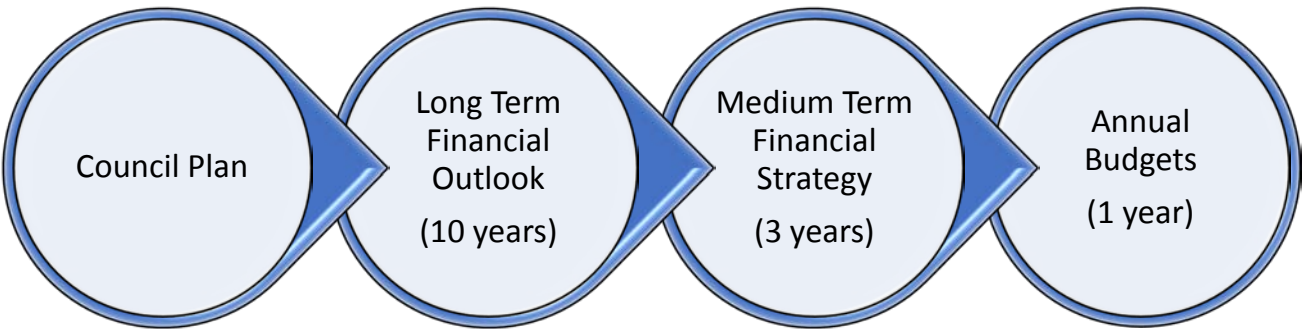 Council Plan
Long Term
Financial
Outlook
(10 years)
Medium Term
Financial
Strategy
(3 years)
Annual
Budgets
(1 year)